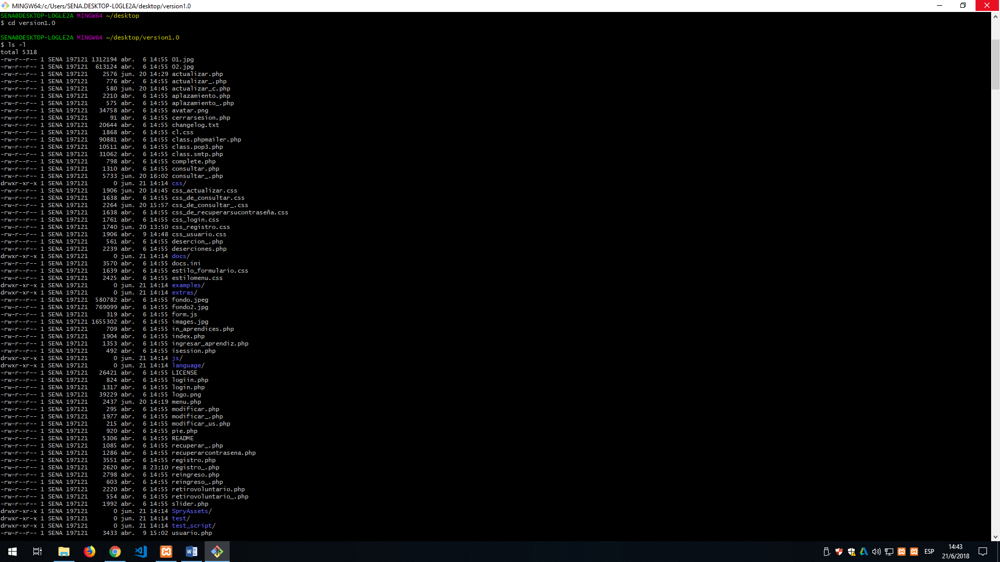 MINGW64:/c/Users/SENA.DESKTOP-L0GLE2A/desktop/version1.0
SENA@DESKTOP-L0GLE2A MINGW64 ~/desktop
$ cd version1.0
SENA@DESKTOP-L0GLE2A MINGW64 ~/desktop/version1.0
$ ls -l
total 5318
-rw-r--r-- 1 SENA 197121 1312194 abr.  6 14:55 01.jpg
-rw-r--r-- 1 SENA 197121  613124 abr.  6 14:55 02.jpg
-rw-r--r-- 1 SENA 197121    2576 jun. 20 14:29 actualizar.php
-rw-r--r-- 1 SENA 197121     776 abr.  6 14:55 actualizar_.php
-rw-r--r-- 1 SENA 197121     580 jun. 20 14:45 actualizar_c.php
-rw-r--r-- 1 SENA 197121    2210 abr.  6 14:55 aplazamiento.php
-rw-r--r-- 1 SENA 197121     575 abr.  6 14:55 aplazamiento_.php
-rw-r--r-- 1 SENA 197121   34758 abr.  6 14:55 avatar.png
-rw-r--r-- 1 SENA 197121      91 abr.  6 14:55 cerrarsesion.php
-rw-r--r-- 1 SENA 197121   20644 abr.  6 14:55 changelog.txt
-rw-r--r-- 1 SENA 197121    1868 abr.  6 14:55 cl.css
-rw-r--r-- 1 SENA 197121   90881 abr.  6 14:55 class.phpmailer.php
-rw-r--r-- 1 SENA 197121   10511 abr.  6 14:55 class.pop3.php
-rw-r--r-- 1 SENA 197121   31062 abr.  6 14:55 class.smtp.php
-rw-r--r-- 1 SENA 197121     798 abr.  6 14:55 complete.php
-rw-r--r-- 1 SENA 197121    1310 abr.  6 14:55 consultar.php
-rw-r--r-- 1 SENA 197121    5733 jun. 20 16:02 consultar_.php
drwxr-xr-x 1 SENA 197121       0 jun. 21 14:14 css/
-rw-r--r-- 1 SENA 197121    1906 jun. 20 14:45 css_actualizar.css
-rw-r--r-- 1 SENA 197121    1638 abr.  6 14:55 css_de_consultar.css
-rw-r--r-- 1 SENA 197121    2264 jun. 20 15:57 css_de_consultar_.css
-rw-r--r-- 1 SENA 197121    1638 abr.  6 14:55 css_de_recuperarsucontraseña.css
-rw-r--r-- 1 SENA 197121    1761 abr.  6 14:55 css_login.css
-rw-r--r-- 1 SENA 197121    1740 jun. 20 13:50 css_registro.css
-rw-r--r-- 1 SENA 197121    1906 abr.  9 14:48 css_usuario.css
-rw-r--r-- 1 SENA 197121     561 abr.  6 14:55 desercion_.php
-rw-r--r-- 1 SENA 197121    2239 abr.  6 14:55 deserciones.php
drwxr-xr-x 1 SENA 197121       0 jun. 21 14:14 docs/
-rw-r--r-- 1 SENA 197121    3570 abr.  6 14:55 docs.ini
-rw-r--r-- 1 SENA 197121    1639 abr.  6 14:55 estilo_formulario.css
-rw-r--r-- 1 SENA 197121    2425 abr.  6 14:55 estilomenu.css
drwxr-xr-x 1 SENA 197121       0 jun. 21 14:14 examples/
drwxr-xr-x 1 SENA 197121       0 jun. 21 14:14 extras/
-rw-r--r-- 1 SENA 197121  580782 abr.  6 14:55 fondo.jpeg
-rw-r--r-- 1 SENA 197121  769099 abr.  6 14:55 fondo2.jpg
-rw-r--r-- 1 SENA 197121     319 abr.  6 14:55 form.js
-rw-r--r-- 1 SENA 197121 1655302 abr.  6 14:55 images.jpg
-rw-r--r-- 1 SENA 197121     709 abr.  6 14:55 in_aprendices.php
-rw-r--r-- 1 SENA 197121    1904 abr.  6 14:55 index.php
-rw-r--r-- 1 SENA 197121    1353 abr.  6 14:55 ingresar_aprendiz.php
-rw-r--r-- 1 SENA 197121     492 abr.  6 14:55 isession.php
drwxr-xr-x 1 SENA 197121       0 jun. 21 14:14 js/
drwxr-xr-x 1 SENA 197121       0 jun. 21 14:14 language/
-rw-r--r-- 1 SENA 197121   26421 abr.  6 14:55 LICENSE
-rw-r--r-- 1 SENA 197121     824 abr.  6 14:55 logiin.php
-rw-r--r-- 1 SENA 197121    1317 abr.  6 14:55 login.php
-rw-r--r-- 1 SENA 197121   39229 abr.  6 14:55 logo.png
-rw-r--r-- 1 SENA 197121    2437 jun. 20 14:19 menu.php
-rw-r--r-- 1 SENA 197121     295 abr.  6 14:55 modificar.php
-rw-r--r-- 1 SENA 197121    1977 abr.  6 14:55 modificar_.php
-rw-r--r-- 1 SENA 197121     215 abr.  6 14:55 modificar_us.php
-rw-r--r-- 1 SENA 197121     920 abr.  6 14:55 pie.php
-rw-r--r-- 1 SENA 197121    5306 abr.  6 14:55 README
-rw-r--r-- 1 SENA 197121    1085 abr.  6 14:55 recuperar_.php
-rw-r--r-- 1 SENA 197121    1286 abr.  6 14:55 recuperarcontrasena.php
-rw-r--r-- 1 SENA 197121    3551 abr.  6 14:55 registro.php
-rw-r--r-- 1 SENA 197121    2620 abr.  8 23:10 registro_.php
-rw-r--r-- 1 SENA 197121    2798 abr.  6 14:55 reingreso.php
-rw-r--r-- 1 SENA 197121     603 abr.  6 14:55 reingreso_.php
-rw-r--r-- 1 SENA 197121    2220 abr.  6 14:55 retirovoluntario.php
-rw-r--r-- 1 SENA 197121     554 abr.  6 14:55 retirovoluntario_.php
-rw-r--r-- 1 SENA 197121    1992 abr.  6 14:55 slider.php
drwxr-xr-x 1 SENA 197121       0 jun. 21 14:14 SpryAssets/
drwxr-xr-x 1 SENA 197121       0 jun. 21 14:14 test/
drwxr-xr-x 1 SENA 197121       0 jun. 21 14:14 test_script/
-rw-r--r-- 1 SENA 197121    3433 abr.  9 15:02 usuario.php
ESP
14:43
21/6/2018